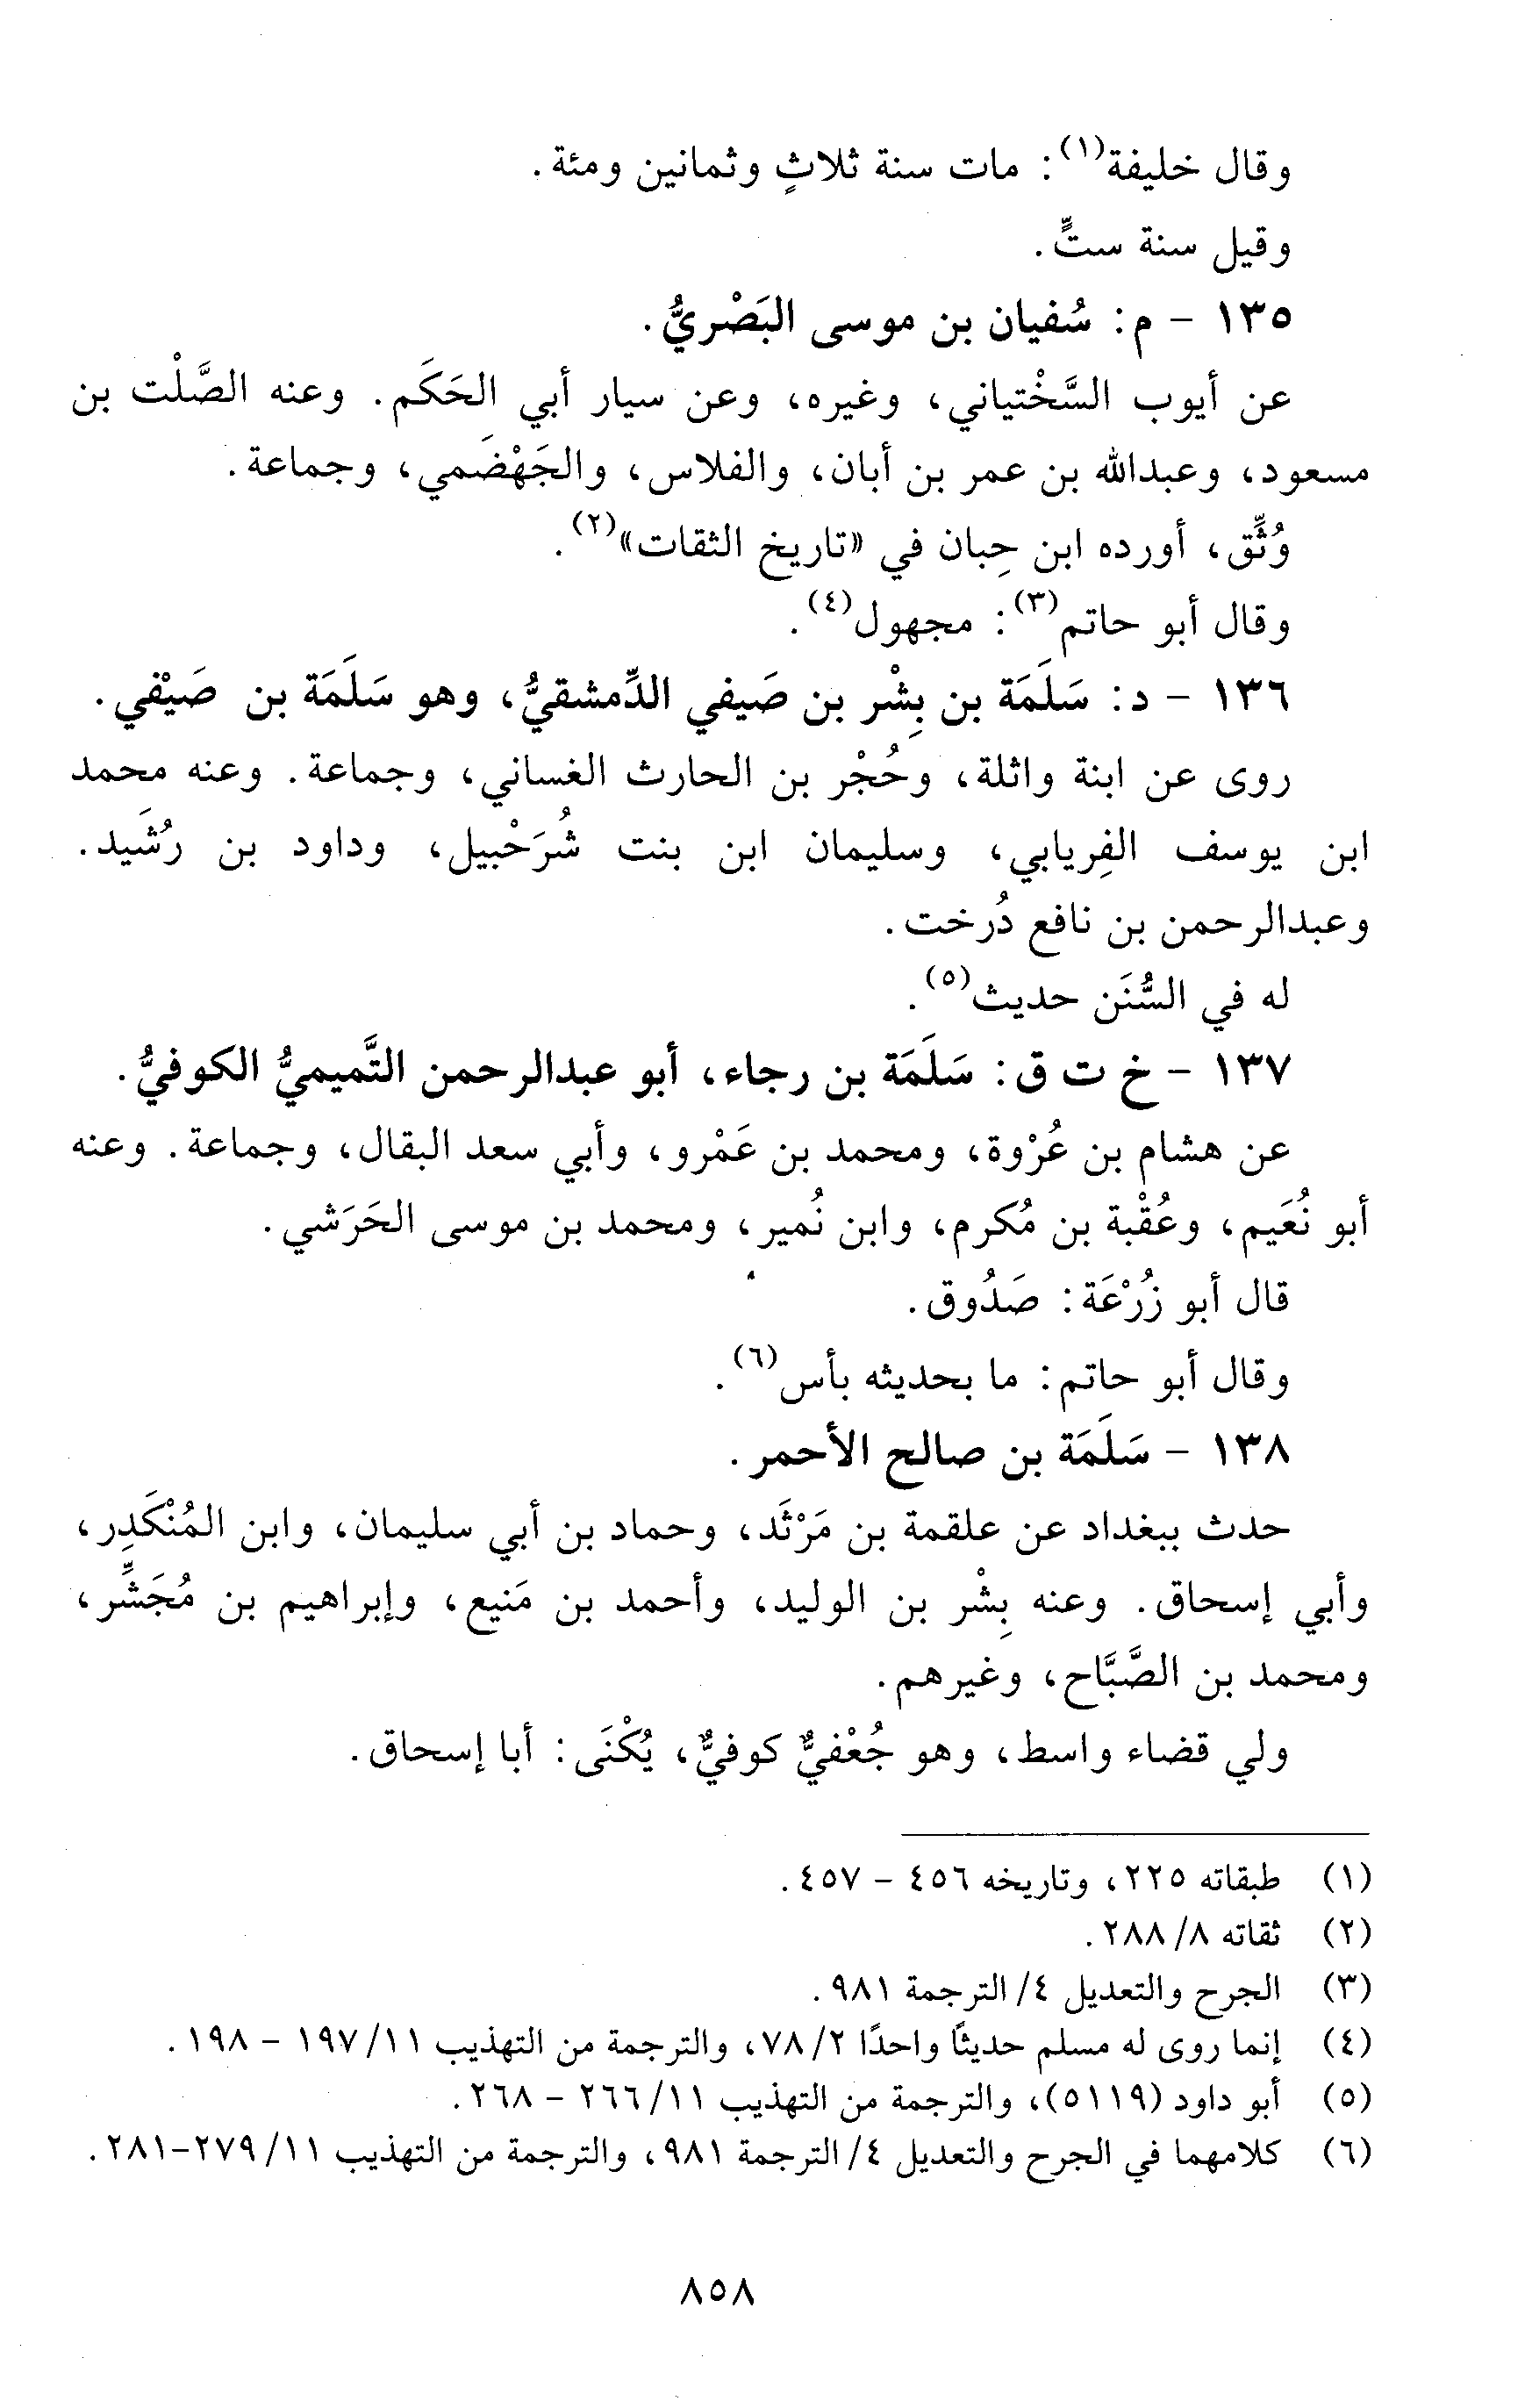 وقال خليفة(١): مات سنة ثلاثٍ وثمانين ومئة.
وقيل سنة ستٍّ.
١٣٥ - م: سُفيان بن موسى البَصْريُّ.
عن أيوب السَّخْتياني، وغيره، وعن سيار أبي الحَكَم. وعنه الصَّلْت بن
مسعود، وعبدالله بن عمر بن أبان، والفلاس، والجَهْضَمي، وجماعة.
وُثِّق، أورده ابن حِبان في «تاريخ الثقات»(٢).
وقال أبو حاتم(٣): مجهول(٤).
١٣٦ - د: سَلَمَة بن بِشْر بن صَيفي الدِّمشقيُّ، وهو سَلَمَة بن صَيْفي.
روى عن ابنة واثلة، وحُجْر بن الحارث الغساني، وجماعة. وعنه محمد
ابن يوسف الفِريابي، وسليمان ابن بنت شُرَحْبيل، وداود بن رُشَيد.
وعبدالرحمن بن نافع دُرخت.
له في السُّنَن حديث(٥).
١٣٧ - خ ت ق: سَلَمَة بن رجاء، أبو عبدالرحمن التَّميميُّ الكوفيُّ.
عن هشام بن عُرْوة، ومحمد بن عَمْرو، وأبي سعد البقال، وجماعة. وعنه
أبو نُعَيم، وعُقْبة بن مُكرم، وابن نُمير، ومحمد بن موسى الحَرَشي.
قال أبو زُرْعَة: صَدُوق.
وقال أبو حاتم: ما بحديثه بأس(٦).
١٣٨ - سَلَمَة بن صالح الأحمر.
حدث ببغداد عن علقمة بن مَرْثَد، وحماد بن أبي سليمان، وابن المُنْكَدِر،
وأبي إسحاق. وعنه بِشْر بن الوليد، وأحمد بن مَنيع، وإبراهيم بن مُجَشِّر،
ومحمد بن الصَّبَّاح، وغيرهم.
ولي قضاء واسط، وهو جُعْفيٌّ كوفيٌّ، يُكْنَى: أبا إسحاق.
(١) طبقاته ٢٢٥، وتاريخه ٤٥٦ - ٤٥٧.
(٢) ثقاته ٨/ ٢٨٨.
(٣) الجرح والتعديل ٤/ الترجمة ٩٨١.
(٤) إنما روى له مسلم حديثًا واحدًا ٢/ ٧٨، والترجمة من التهذيب ١١/ ١٩٧ - ١٩٨.
(٥) أبو داود (٥١١٩)، والترجمة من التهذيب ١١/ ٢٦٦ - ٢٦٨.
(٦) كلامهما في الجرح والتعديل ٤/ الترجمة ٩٨١، والترجمة من التهذيب ١١/ ٢٧٩-٢٨١.
٨٥٨